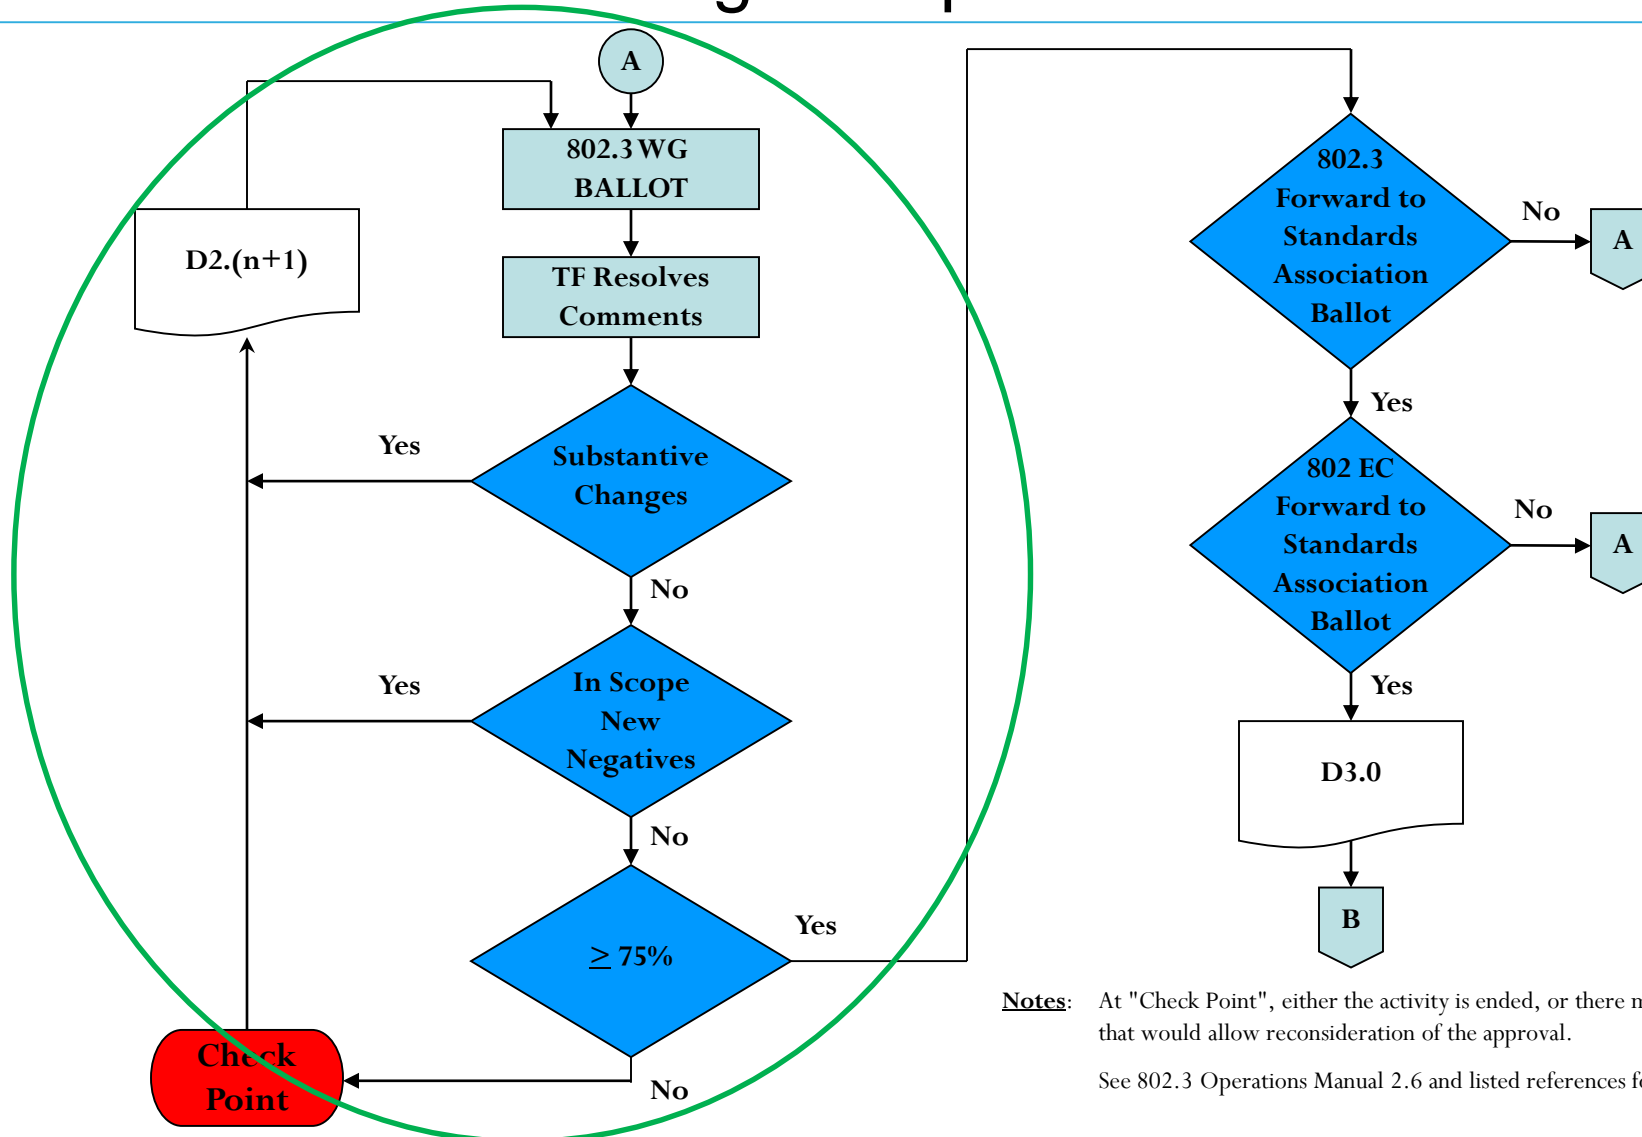 A
802.3 WG
BALLOT
D2.(n+1)
TF Resolves
Comments
Yes
Substantive
Changes
No
Yes
In Scope
New
Negatives
No
≥ 75%
Yes
No
Check
Point
802.3
Forward to
Standards
Association
Ballot
No
A
Yes
802 EC
Forward to
Standards
Association
Ballot
No
A
Yes
D3.0
B
Notes: At "Check Point", either the activity is ended, or there
that would allow reconsideration of the approval.
See 802.3 Operations Manual 2.6 and listed references